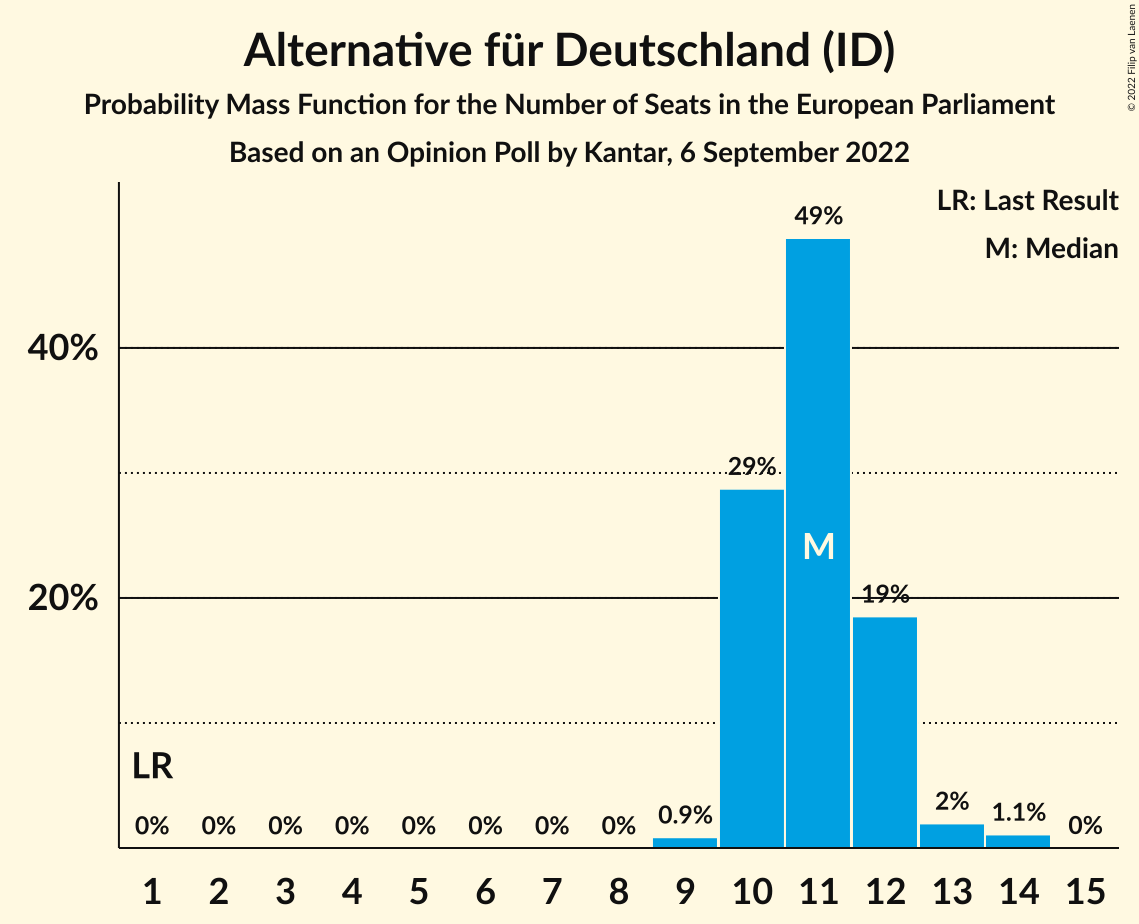 Alternative für Deutschland (ID)
Probability Mass Function for the Number of Seats in the European Parliament
Based on an Opinion Poll by Kantar, 6 September 2022
© 2022 Filip van Laenen
LR: Last Result
M: Median
49%
40%
29%
M
20%
19%
LR
0% 0% 0% 0% 0% 0% 0% 0% 0.9% 2% 1.1% 0%
1 2 3 4 5 6 7 8 9 10 11 12 13 14 15